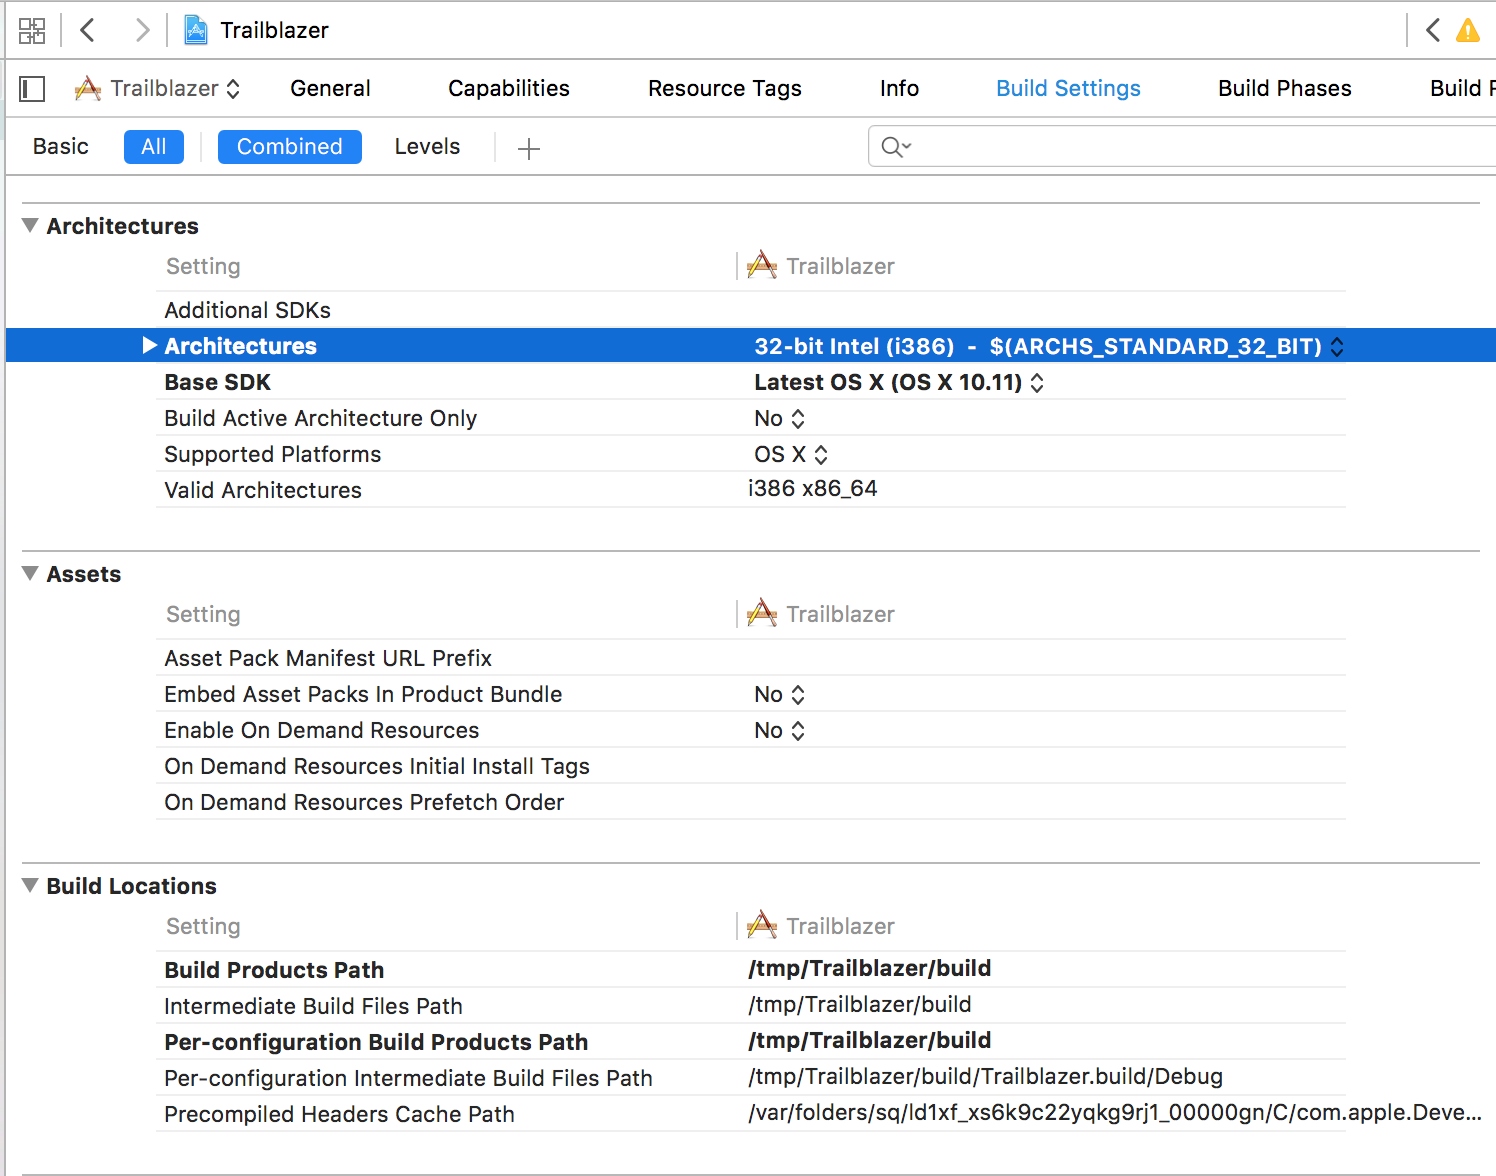 Trailblazer
Trailblazer General Capabilities Resource Tags Info Build Settings Build Phases Build
Basic All Combined Levels
Architectures
Setting Trailblazer
Additional SDKs
Architectures 32-bit Intel (i386) - $(ARCHS_STANDARD_32_BIT)
Base SDK Latest OS X (OS X 10.11)
Build Active Architecture Only No
Supported Platforms OS X
Valid Architectures i386 x86_64
Assets
Setting Trailblazer
Asset Pack Manifest URL Prefix
Embed Asset Packs In Product Bundle No
Enable On Demand Resources No
On Demand Resources Initial Install Tags
On Demand Resources Prefetch Order
Build Locations
Setting Trailblazer
Build Products Path /tmp/Trailblazer/build
Intermediate Build Files Path /tmp/Trailblazer/build
Per-configuration Build Products Path /tmp/Trailblazer/build
Per-configuration Intermediate Build Files Path /tmp/Trailblazer/build/Trailblazer.build/Debug
Precompiled Headers Cache Path /var/folders/sq/ld1xf_xs6k9c22yqkg9rj1_00000gn/C/com.apple.Deve...